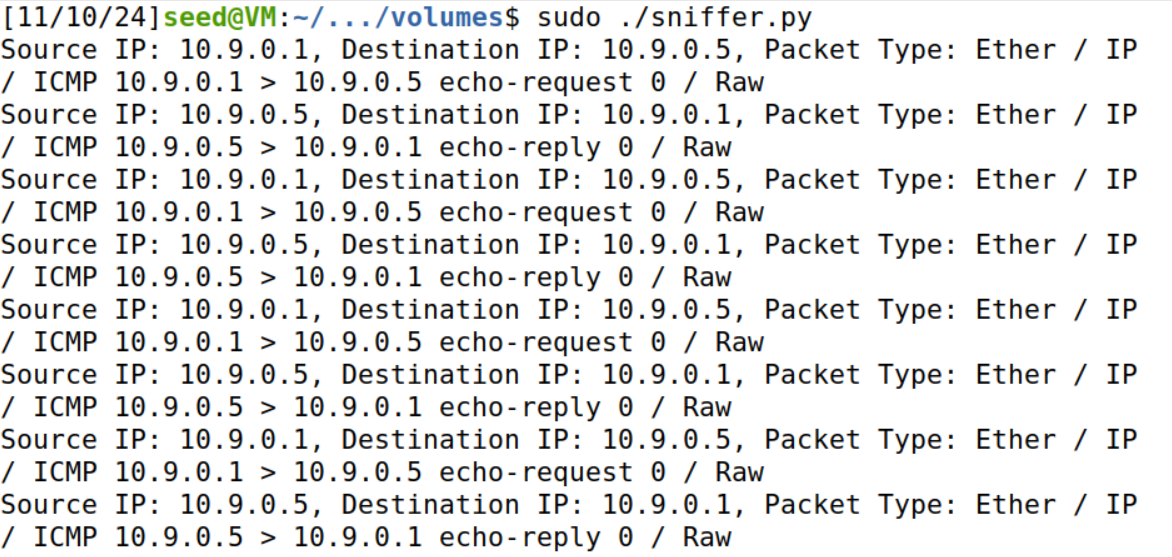 [11/10/24]seed@VM:~/.../volumes$ sudo ./sniffer.py
Source IP: 10.9.0.1, Destination IP: 10.9.0.5, Packet Type: Ether / IP
/ ICMP 10.9.0.1 > 10.9.0.5 echo-request 0 / Raw
Source IP: 10.9.0.5, Destination IP: 10.9.0.1, Packet Type: Ether / IP
/ ICMP 10.9.0.5 > 10.9.0.1 echo-reply 0 / Raw
Source IP: 10.9.0.1, Destination IP: 10.9.0.5, Packet Type: Ether / IP
/ ICMP 10.9.0.1 > 10.9.0.5 echo-request 0 / Raw
Source IP: 10.9.0.5, Destination IP: 10.9.0.1, Packet Type: Ether / IP
/ ICMP 10.9.0.5 > 10.9.0.1 echo-reply 0 / Raw
Source IP: 10.9.0.1, Destination IP: 10.9.0.5, Packet Type: Ether / IP
/ ICMP 10.9.0.1 > 10.9.0.5 echo-request 0 / Raw
Source IP: 10.9.0.5, Destination IP: 10.9.0.1, Packet Type: Ether / IP
/ ICMP 10.9.0.5 > 10.9.0.1 echo-reply 0 / Raw
Source IP: 10.9.0.1, Destination IP: 10.9.0.5, Packet Type: Ether / IP
/ ICMP 10.9.0.1 > 10.9.0.5 echo-request 0 / Raw
Source IP: 10.9.0.5, Destination IP: 10.9.0.1, Packet Type: Ether / IP
/ ICMP 10.9.0.5 > 10.9.0.1 echo-reply 0 / Raw